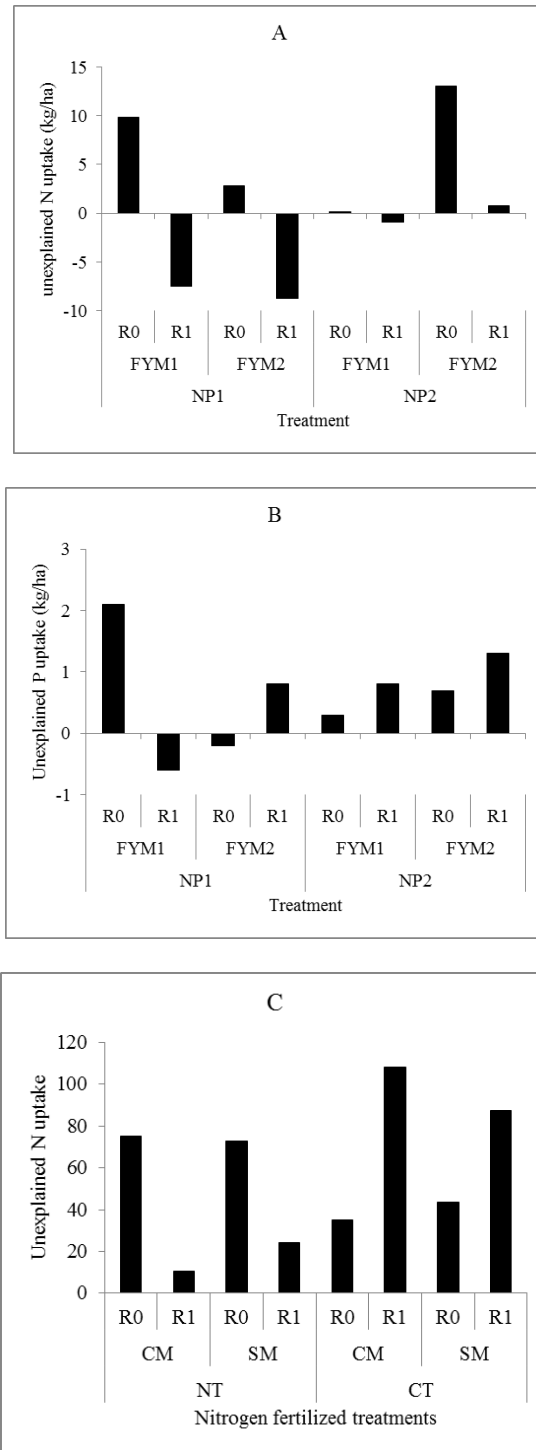 A
unexplained N uptake (kg/ha)
15
10
5
0
-5
-10
R0 R1 R0 R1 R0 R1 R0 R1
FYM1 FYM2 FYM1 FYM2
NP1 NP2
Treatment
B
Unexplained P uptake (kg/ha)
3
2
1
0
-1
R0 R1 R0 R1 R0 R1 R0 R1
FYM1 FYM2 FYM1 FYM2
NP1 NP2
Treatment
C
Unexplained N uptake
120
100
80
60
40
20
0
R0 R1 R0 R1 R0 R1 R0 R1
CM SM CM SM
NT CT
Nitrogen fertilized treatments